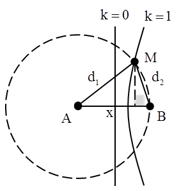 k=0 k=1
M
d₁ d₂
A x B